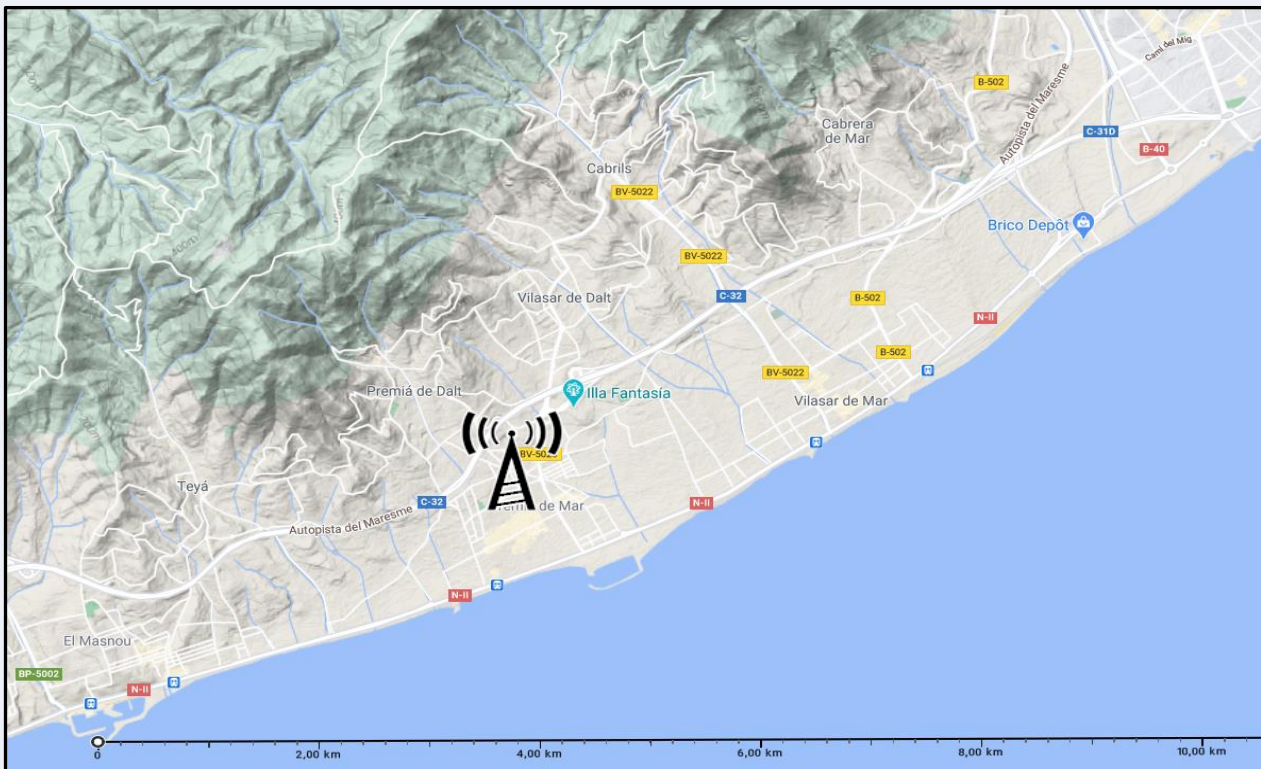 Camí del Mig
B-502
Autopista del Maresme
C-31D
B-40
Cabrera
de Mar
Cabrils
BV-5022
Brico Depôt
BV-5022
400m
C-32
B-502
Vilasar de Dalt
N-II
B-502
BV-5022
Premiá de Dalt
Illa Fantasía
Vilasar de Mar
Teyá
C-32
N-II
de Mar
Autopista del Maresme
N-II
El Masnou
BP-5002
N-II
0
2,00 km
4,00 km
6,00 km
8,00 km
10,00 km